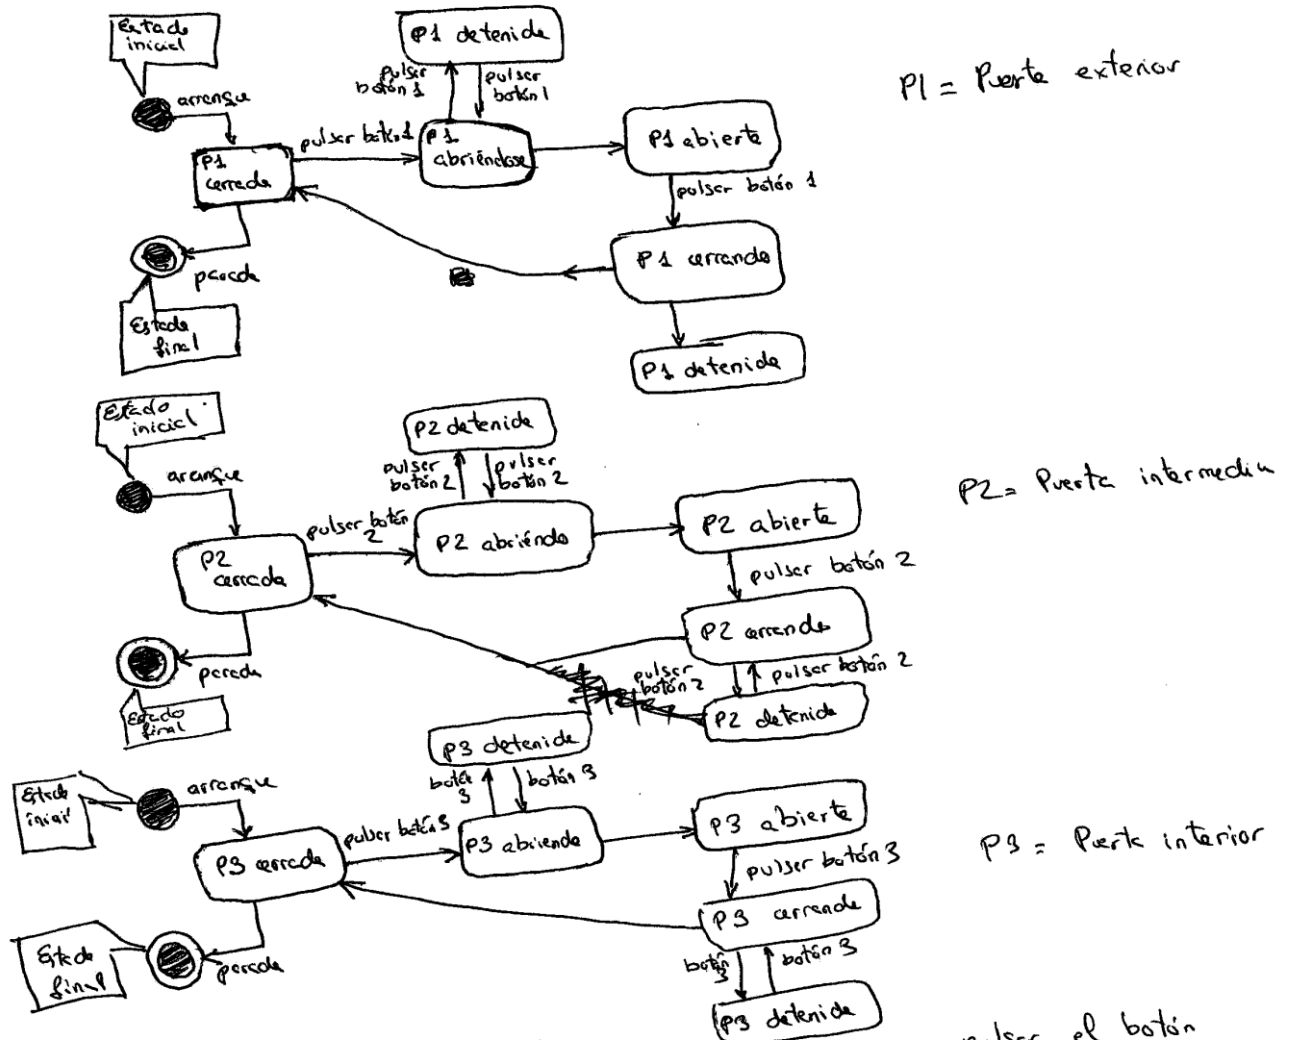 Estado
inicial
arranque
P1
cerrada
parada
Estado
final
pulsar botón 1
P1 detenida
pulsar
botón 1
pulsar
botón 1
P1
abriéndose
P1 abierta
pulsar botón 1
P1 cerrando
P1 detenida
P1 = Puerta exterior
Estado
inicial
arranque
P2
cerrada
parada
Estado
final
pulsar botón
2
P2 detenida
pulsar
botón 2
pulsar
botón 2
P2 abriéndo
P2 abierta
pulsar botón 2
P2 cerrando
pulsar botón 2
pulsar
botón 2
P2 detenida
P2 = Puerta intermedia
Estado
inicial
arranque
P3 cerrada
parada
Estado
final
pulsar botón 3
P3 detenida
botón
3
botón 3
P3 abriendo
P3 abierta
pulsar botón 3
P3 cerrando
botón
3
botón 3
P3 detenida
P3 = Puerta interior
pulsar el botón